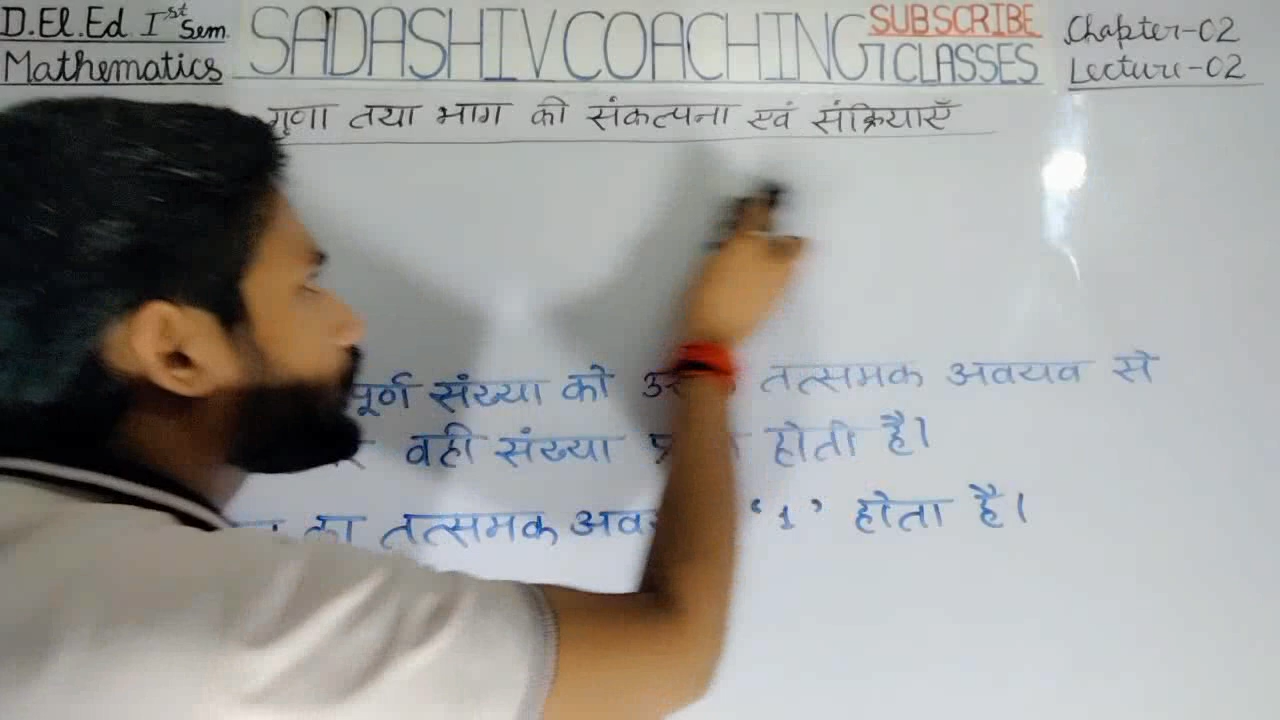 D.El.Ed Ist Sem.
Mathematics
SADASHIV COACHING CLASSES
SUBSCRIBE
Chapter-02
Lecture-02
गुणा तथा भाग की संकल्पना एवं संक्रियाएँ
पूर्ण संख्या को तत्समक अवयव से
वही संख्या होती है।
का तत्समक '1' होता है।